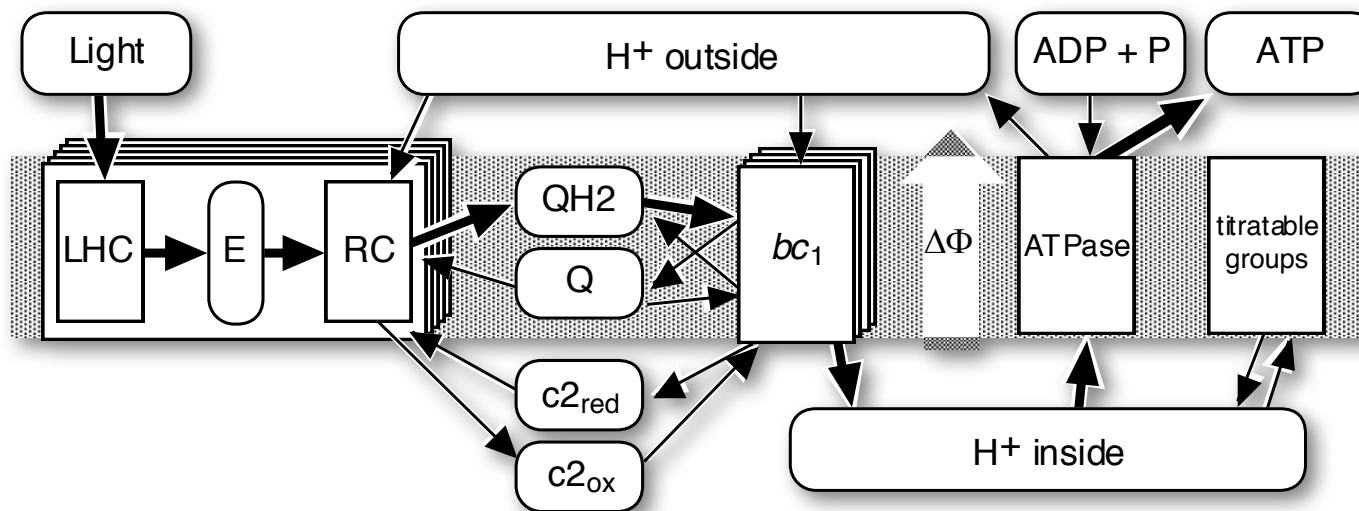 Light
H+ outside
ADP + P
ATP
LHC
E
RC
QH2
Q
bc1
ΔΦ
ATPase
titratable
groups
c2red
c2ox
H+ inside